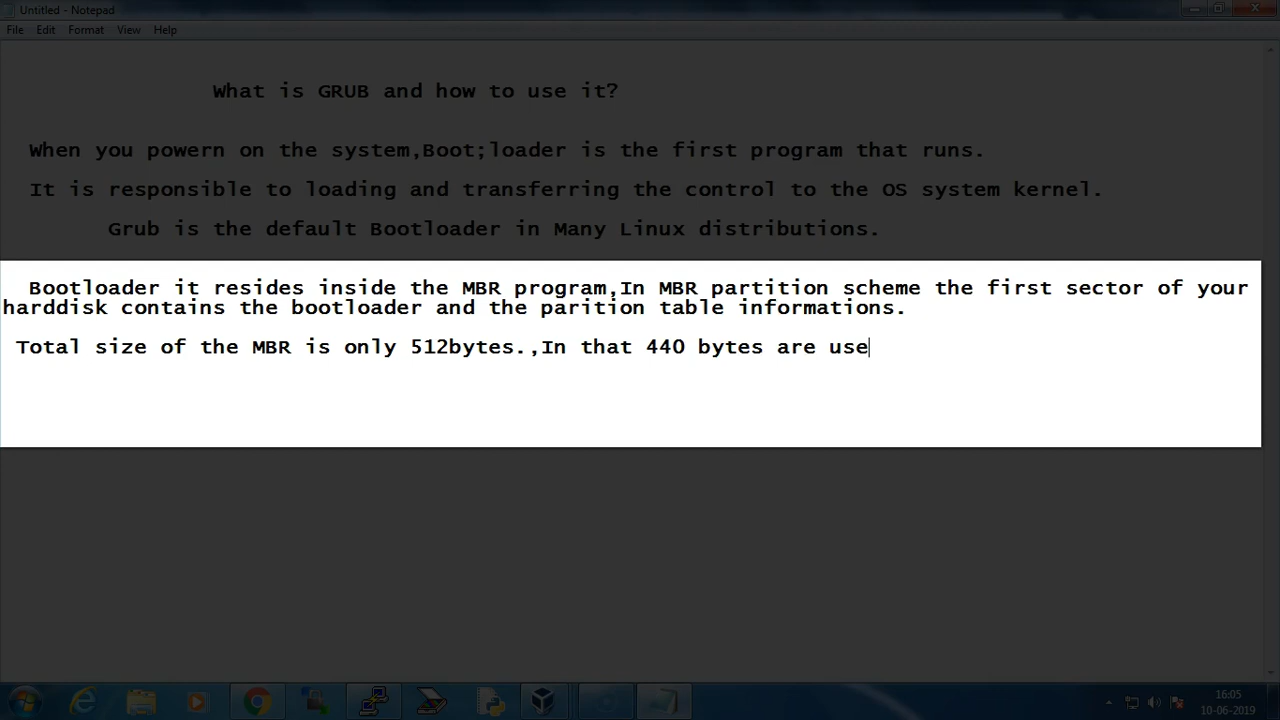 Untitled - Notepad
File Edit Format View Help
What is GRUB and how to use it?
When you powern on the system,Boot;loader is the first program that runs.
It is responsible to loading and transferring the control to the OS system kernel.
Grub is the default Bootloader in Many Linux distributions.
Bootloader it resides inside the MBR program,In MBR partition scheme the first sector of your
harddisk contains the bootloader and the parition table informations.
Total size of the MBR is only 512bytes.,In that 440 bytes are use
16:05
10-06-2019